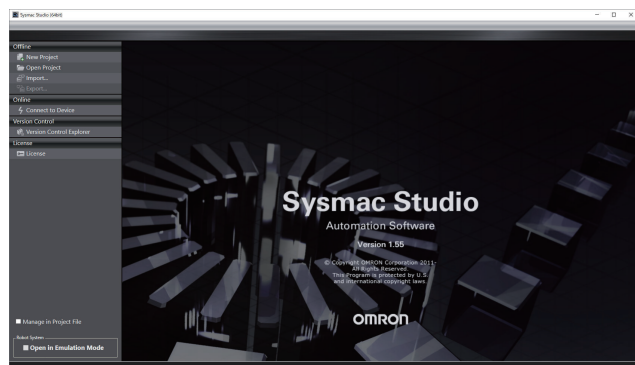 Sysmac Studio (64bit)
Offline
New Project
Open Project
Import...
Export...
Online
Connect to Device
Version Control
Version Control Explorer
License
License
Sysmac Studio
Automation Software
Version 1.55
© Copyright OMRON Corporation 2011-
All Rights Reserved.
This Program is protected by U.S.
and international copyright laws.
OMRON
Manage in Project File
Robot System
Open in Emulation Mode